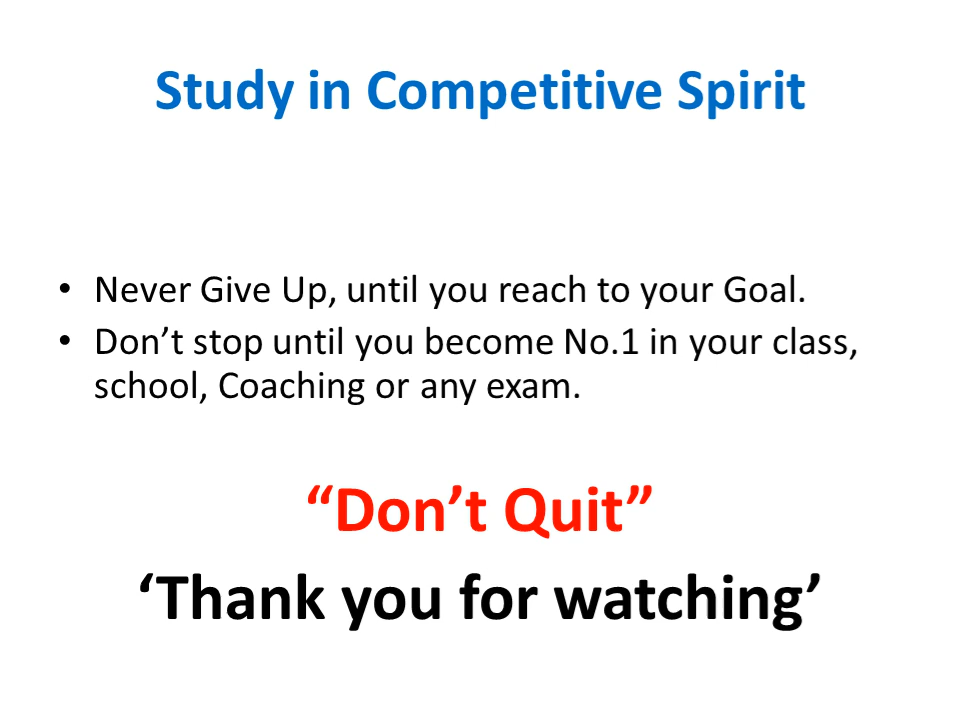 Study in Competitive Spirit
• Never Give Up, until you reach to your Goal.
• Don’t stop until you become No.1 in your class,
school, Coaching or any exam.
“Don’t Quit”
‘Thank you for watching’